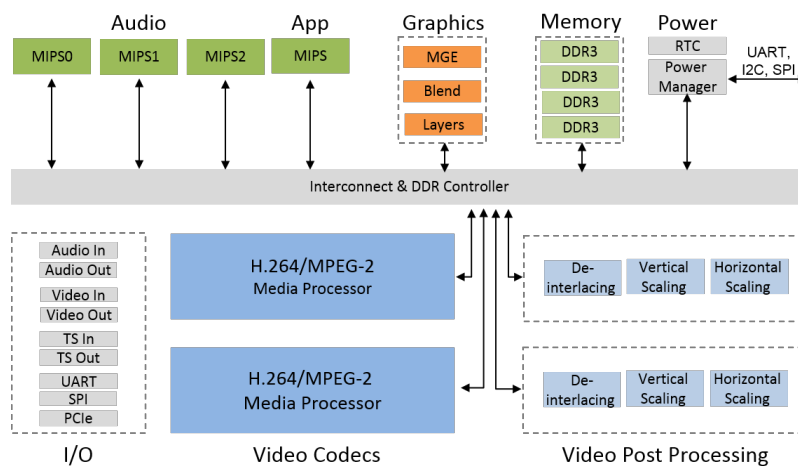 Audio
App
Graphics
Memory
Power
MIPS0
MIPS1
MIPS2
MIPS
MGE
Blend
Layers
DDR3
DDR3
DDR3
DDR3
RTC
Power
Manager
UART,
I2C, SPI
Interconnect & DDR Controller
Audio In
Audio Out
Video In
Video Out
TS In
TS Out
UART
SPI
PCIe
I/O
H.264/MPEG-2
Media Processor
H.264/MPEG-2
Media Processor
Video Codecs
De-
interlacing
Vertical
Scaling
Horizontal
Scaling
De-
interlacing
Vertical
Scaling
Horizontal
Scaling
Video Post Processing